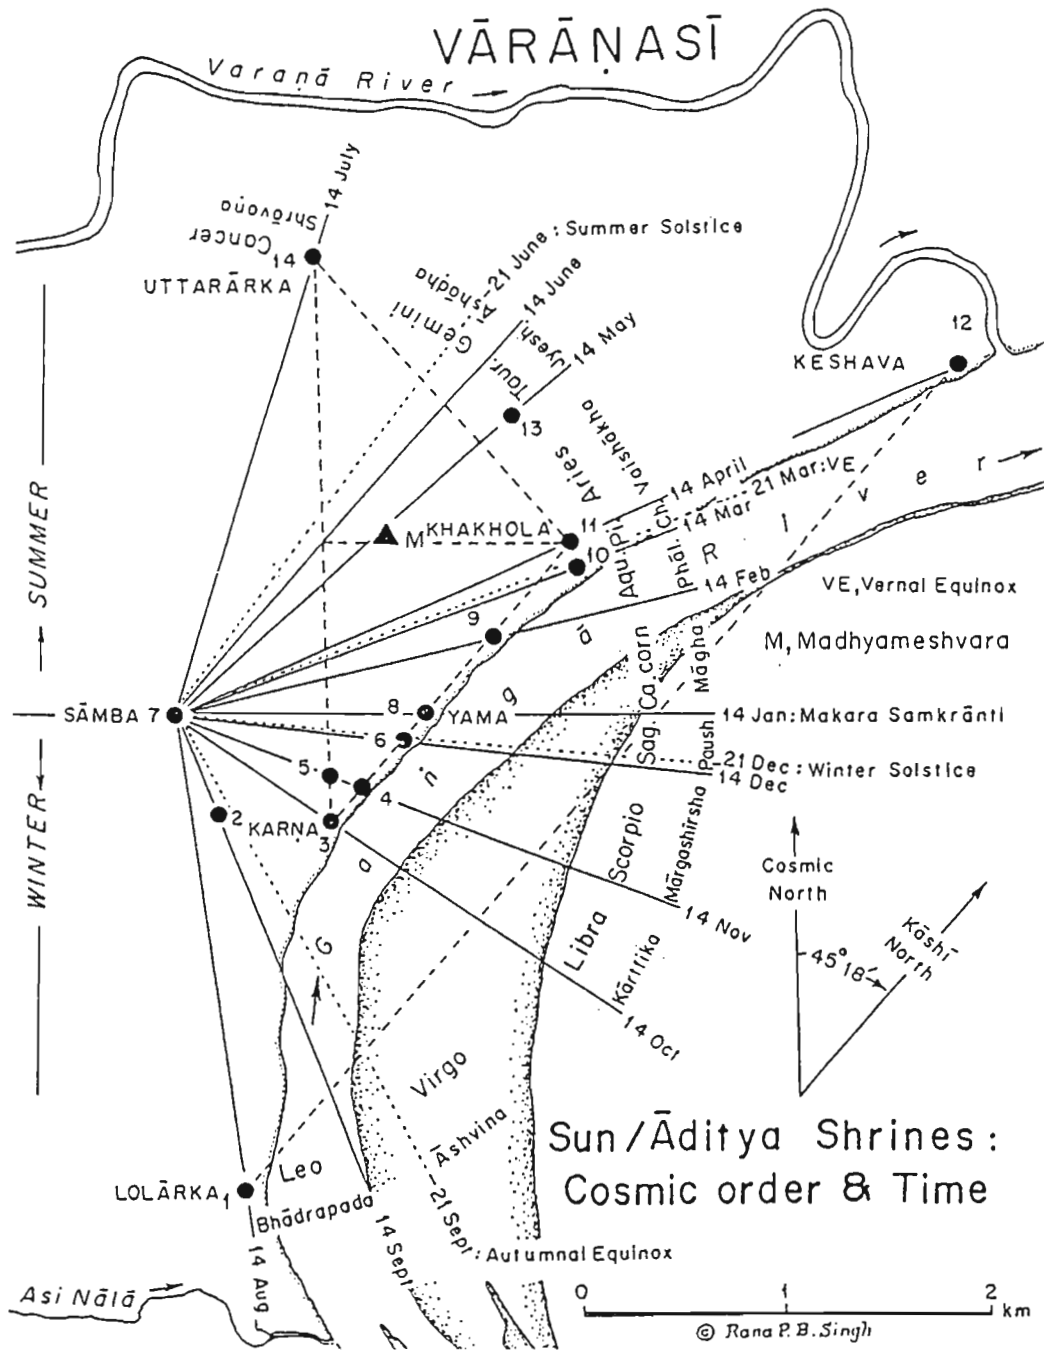 VĀRĀṆASĪ
Varaṇā River
14 July
Shrāvaṇa
Cancer
14
UTTARĀRKA
21 June : Summer Solstice
Āshāḍha
Gemini
14 June
Jyesh.
Taur.
14 May
13
12
KESHAVA
Vaishākha
Aries
14 April
21 Mar:VE
14 Mar
Ch.
Pi.
Aqu.
Phāl.
11
KHAKHOLA
M
10
14 Feb
9
VE, Vernal Equinox
M, Madhyameshvara
G a ṅ g ā R i v e r
SUMMER
WINTER
SĀMBA 7
8
YAMA
14 Jan: Makara Samkrānti
Ca. corn
Māgha
Sag.
Paush
6
21 Dec : Winter Solstice
14 Dec
5
4
2
KARNA
3
Scorpio
Mārgashirsha
14 Nov
Libra
Kārttika
14 Oct
Cosmic
North
Kāshī
North
45° 18′
Virgo
Āshvina
Leo
Bhādrapada
LOLĀRKA 1
14 Aug
14 Sept
21 Sept : Autumnal Equinox
Asi Nālā
Sun/Āditya Shrines:
Cosmic order & Time
0 1 2
km
© Rana P. B. Singh